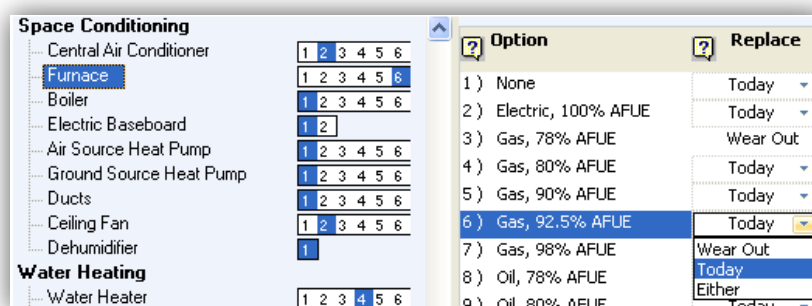 Space Conditioning
Central Air Conditioner 1 2 3 4 5 6
Furnace 1 2 3 4 5 6
Boiler 1 2 3 4 5 6
Electric Baseboard 1 2
Air Source Heat Pump 1 2 3 4 5 6
Ground Source Heat Pump 1 2 3 4 5 6
Ducts 1 2 3 4 5 6
Ceiling Fan 1 2 3 4 5 6
Dehumidifier 1
Water Heating
Water Heater 1 2 3 4 5 6
? Option ? Replace
1 ) None Today
2 ) Electric, 100% AFUE Today
3 ) Gas, 78% AFUE Wear Out
4 ) Gas, 80% AFUE Today
5 ) Gas, 90% AFUE Today
6 ) Gas, 92.5% AFUE Today
7 ) Gas, 98% AFUE Wear Out
8 ) Oil, 78% AFUE Today
Either
9 ) Oil, 80% AFUE Today